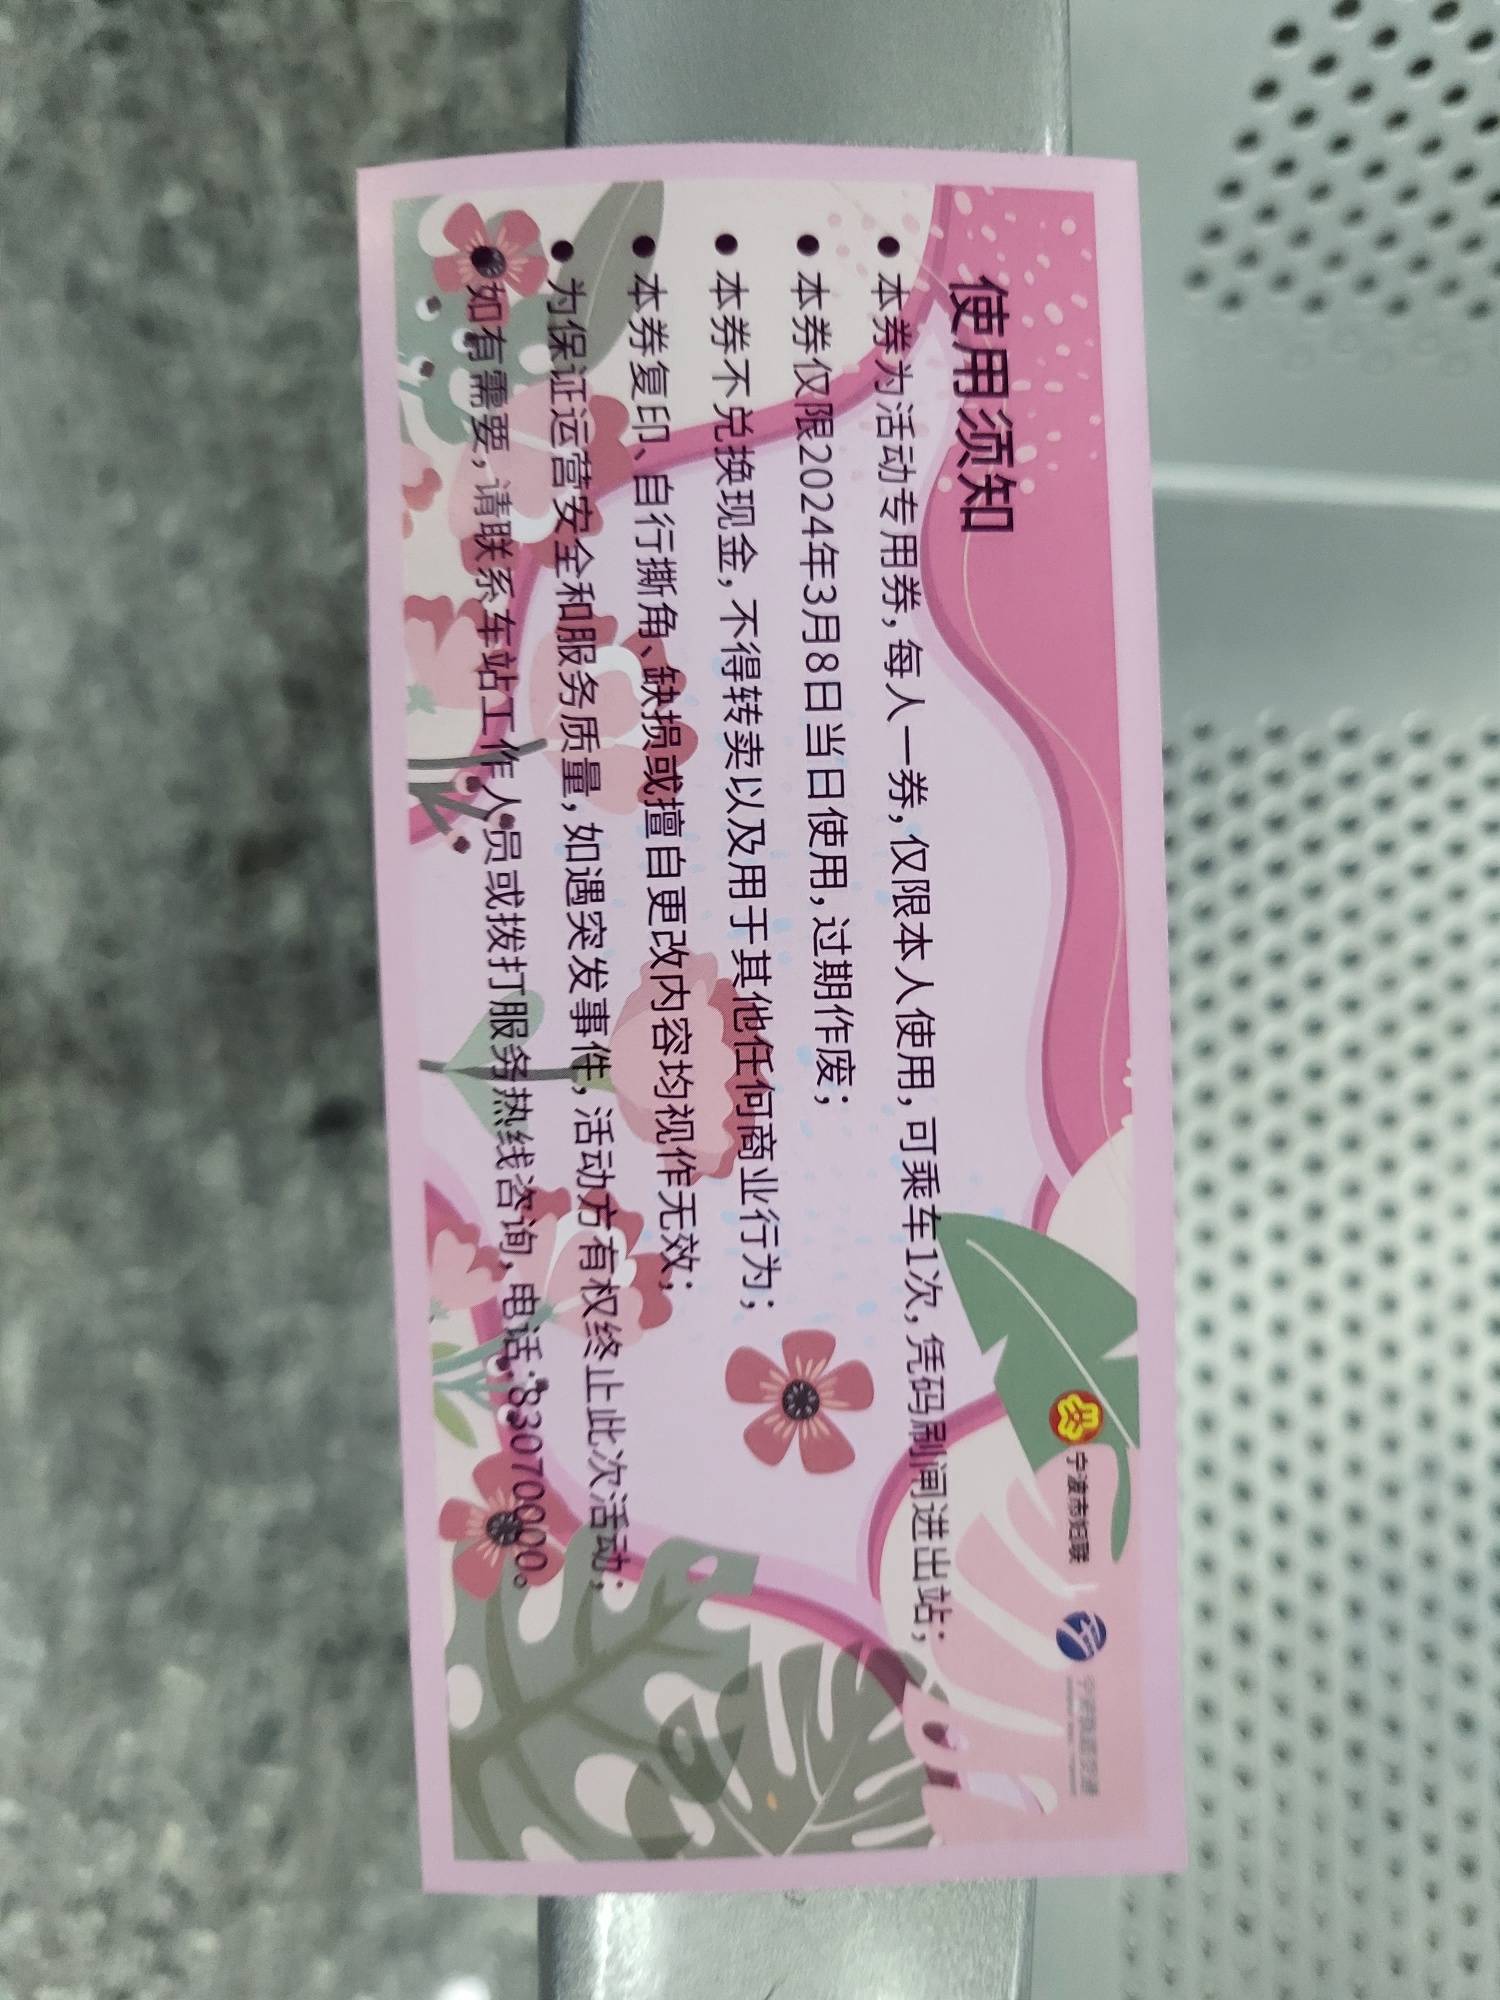 宁波市妇联
宁波轨道交通
使用须知
● 本券为活动专用券,每人一券,仅限本人使用,可乘车1次,凭码刷闸进出站;
● 本券仅限2024年3月8日当日使用,过期作废;
● 本券不兑换现金,不得转卖以及用于其他任何商业行为;
● 本券复印、自行撕角、缺损或擅自更改内容均视作无效;
● 为保证运营安全和服务质量,如遇突发事件,活动方有权终止此次活动;
● 如有需要,请联系车站工作人员或拨打服务热线咨询,电话:83070000。